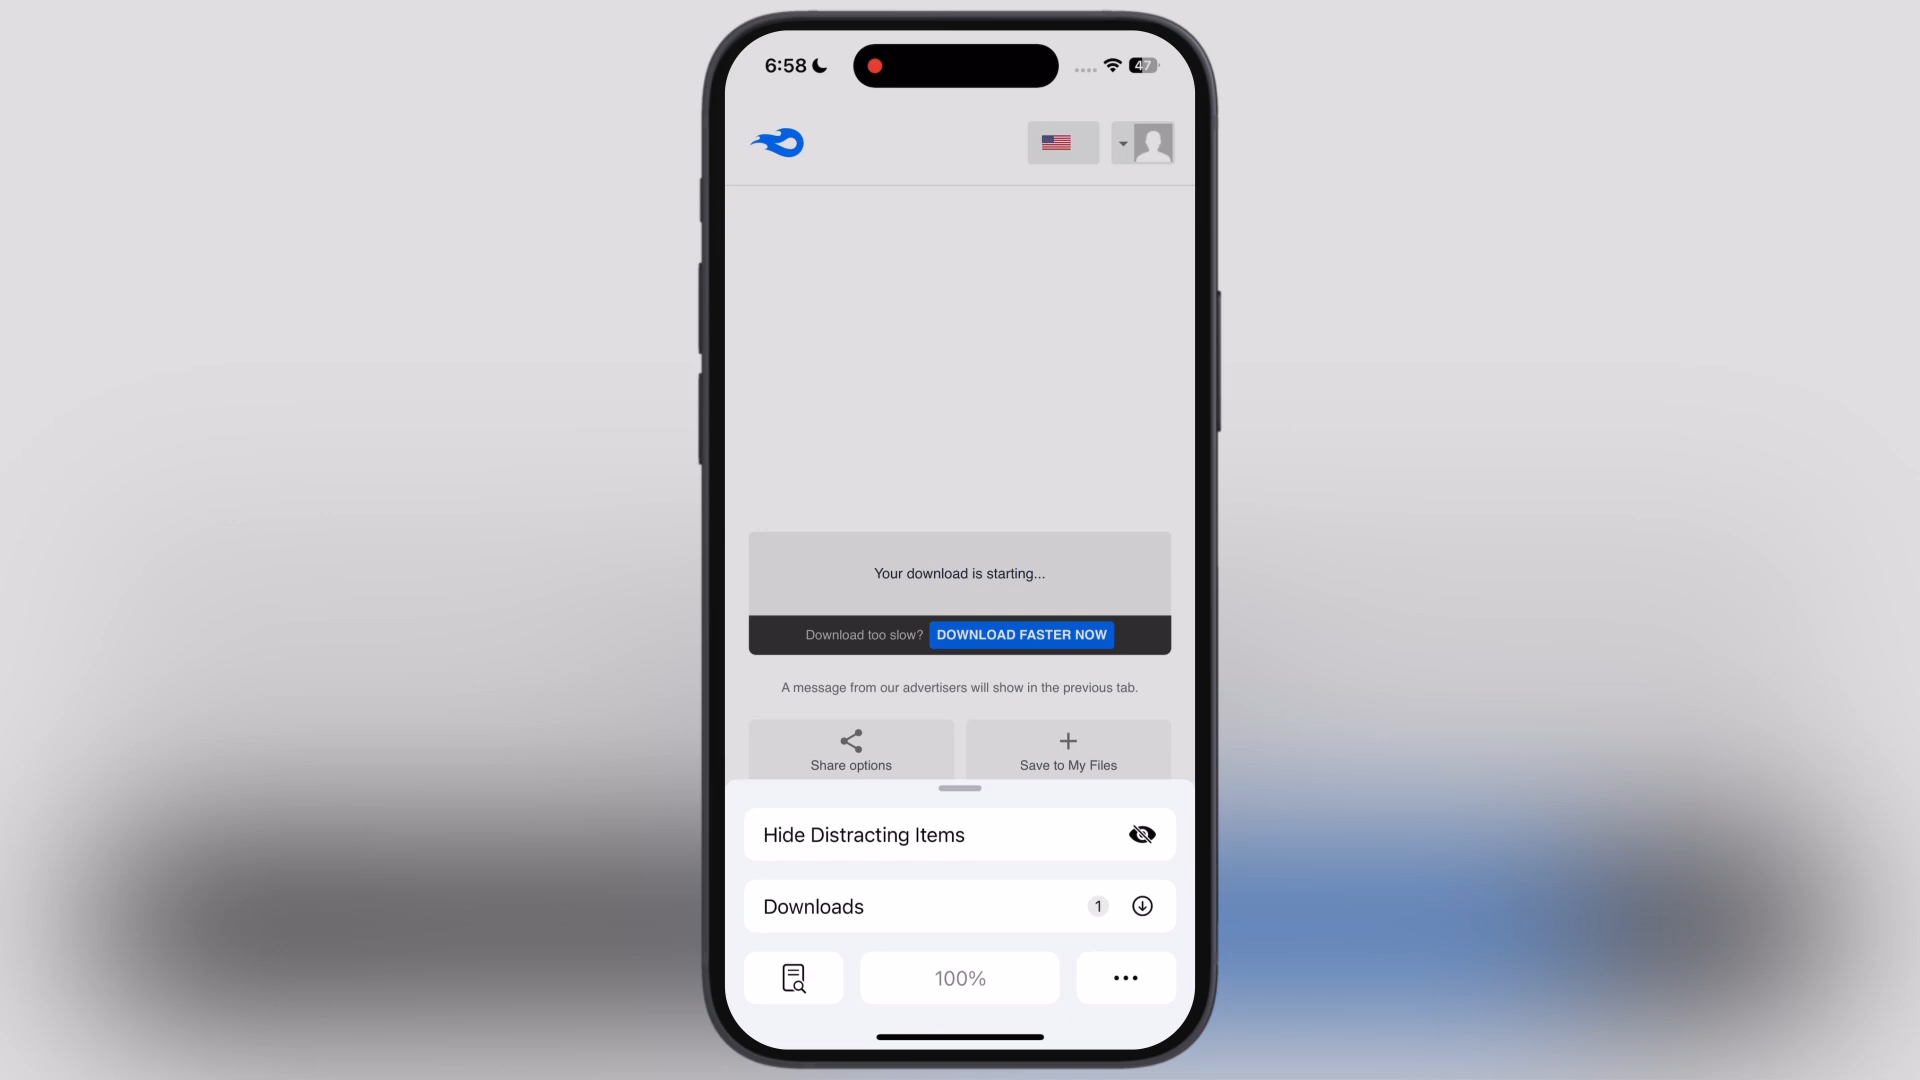 6:58
47
Your download is starting...
Download too slow? DOWNLOAD FASTER NOW
A message from our advertisers will show in the previous tab.
Share options
Save to My Files
Hide Distracting Items
Downloads 1
100%